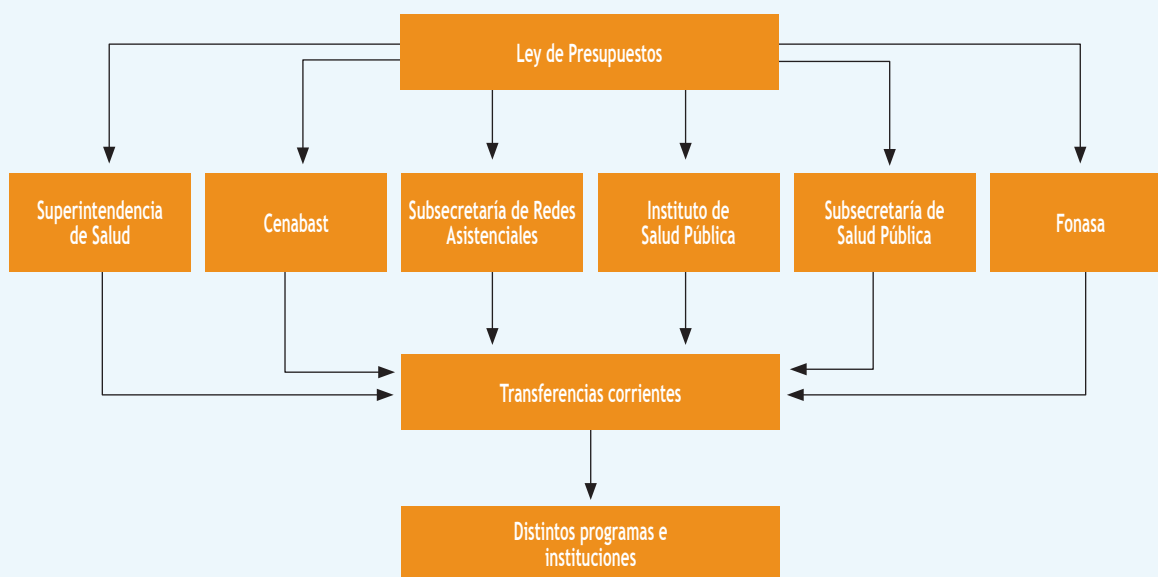 Ley de Presupuestos
Superintendencia
de Salud
Cenabast
Subsecretaría de Redes
Asistenciales
Instituto de
Salud Pública
Subsecretaría de
Salud Pública
Fonasa
Transferencias corrientes
Distintos programas e
instituciones